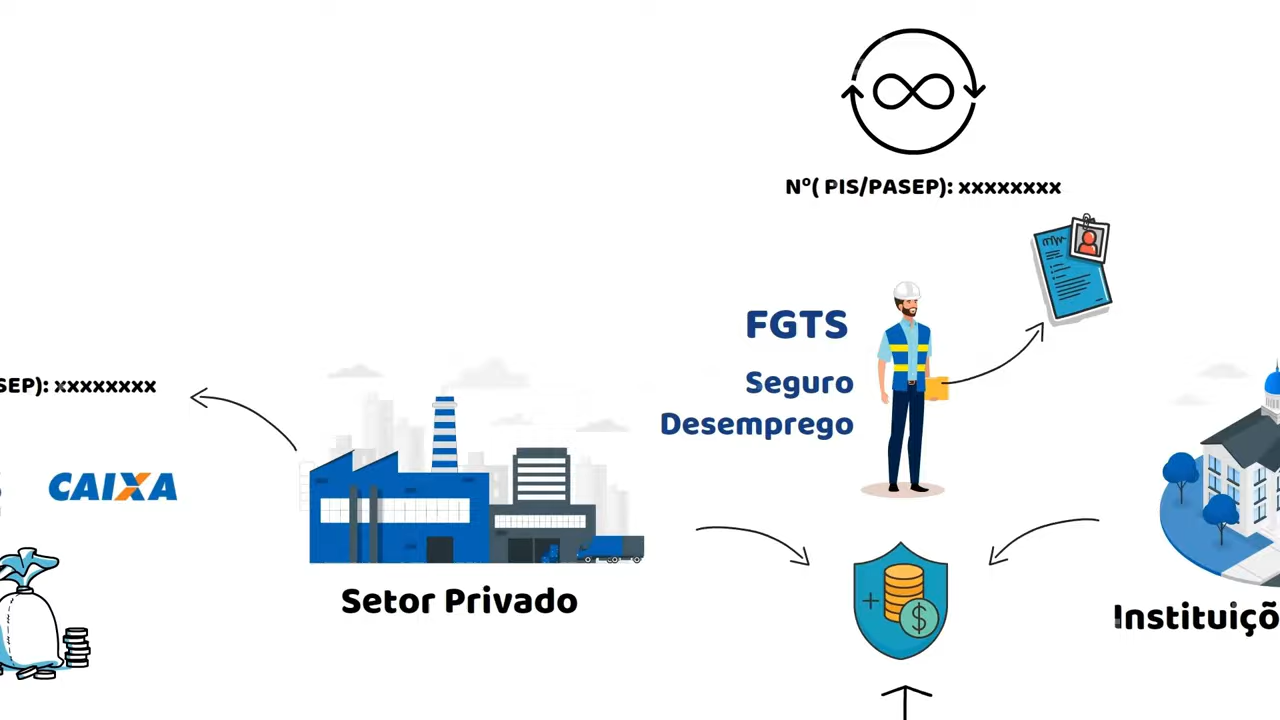 Nº( PIS/PASEP): xxxxxxxx
FGTS
Seguro
Desemprego
SEP): xxxxxxxx
CAIXA
Setor Privado
Instituiçõ